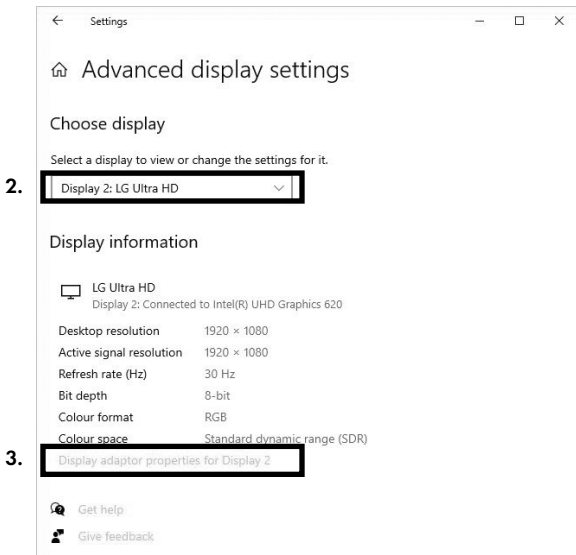 ← Settings
Advanced display settings
Choose display
Select a display to view or change the settings for it.
2.
Display 2: LG Ultra HD
Display information
LG Ultra HD
Display 2: Connected to Intel(R) UHD Graphics 620
Desktop resolution 1920 × 1080
Active signal resolution 1920 × 1080
Refresh rate (Hz) 30 Hz
Bit depth 8-bit
Colour format RGB
Colour space Standard dynamic range (SDR)
3.
Display adaptor properties for Display 2
Get help
Give feedback